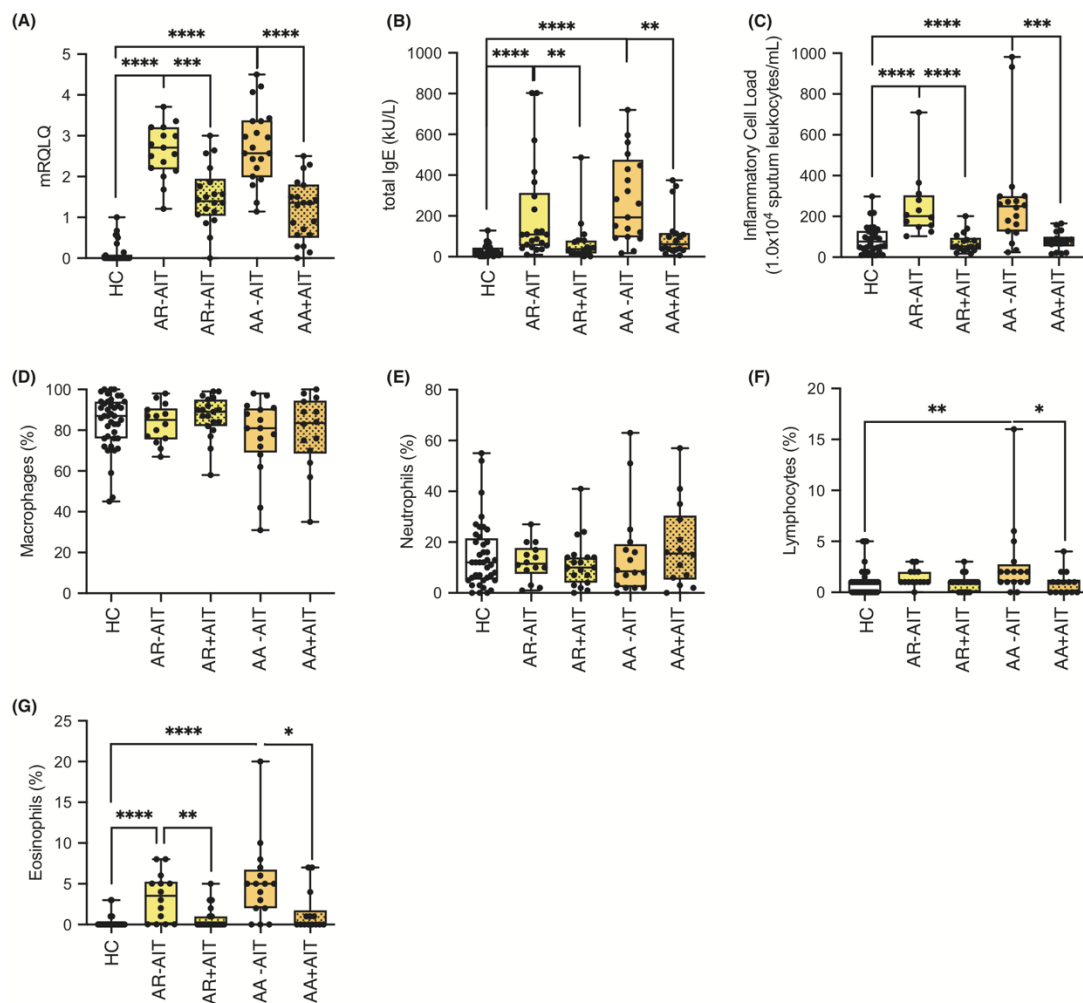 (A)
mRQLQ
5
4
3
2
1
0
**** ****
**** ***
HC AR-AIT AR+AIT AA -AIT AA+AIT
(B)
total IgE (kU/L)
1000
800
600
400
200
0
**** **
**** **
HC AR-AIT AR+AIT AA -AIT AA+AIT
(C)
Inflammatory Cell Load
(1.0x10⁴ sputum leukocytes/mL)
1000
800
600
400
200
0
**** ***
**** ****
HC AR-AIT AR+AIT AA -AIT AA+AIT
(D)
Macrophages (%)
100
80
60
40
20
0
HC AR-AIT AR+AIT AA -AIT AA+AIT
(E)
Neutrophils (%)
80
60
40
20
0
HC AR-AIT AR+AIT AA -AIT AA+AIT
(F)
Lymphocytes (%)
20
15
10
5
0
** *
HC AR-AIT AR+AIT AA -AIT AA+AIT
(G)
Eosinophils (%)
25
20
15
10
5
0
**** *
**** **
HC AR-AIT AR+AIT AA -AIT AA+AIT